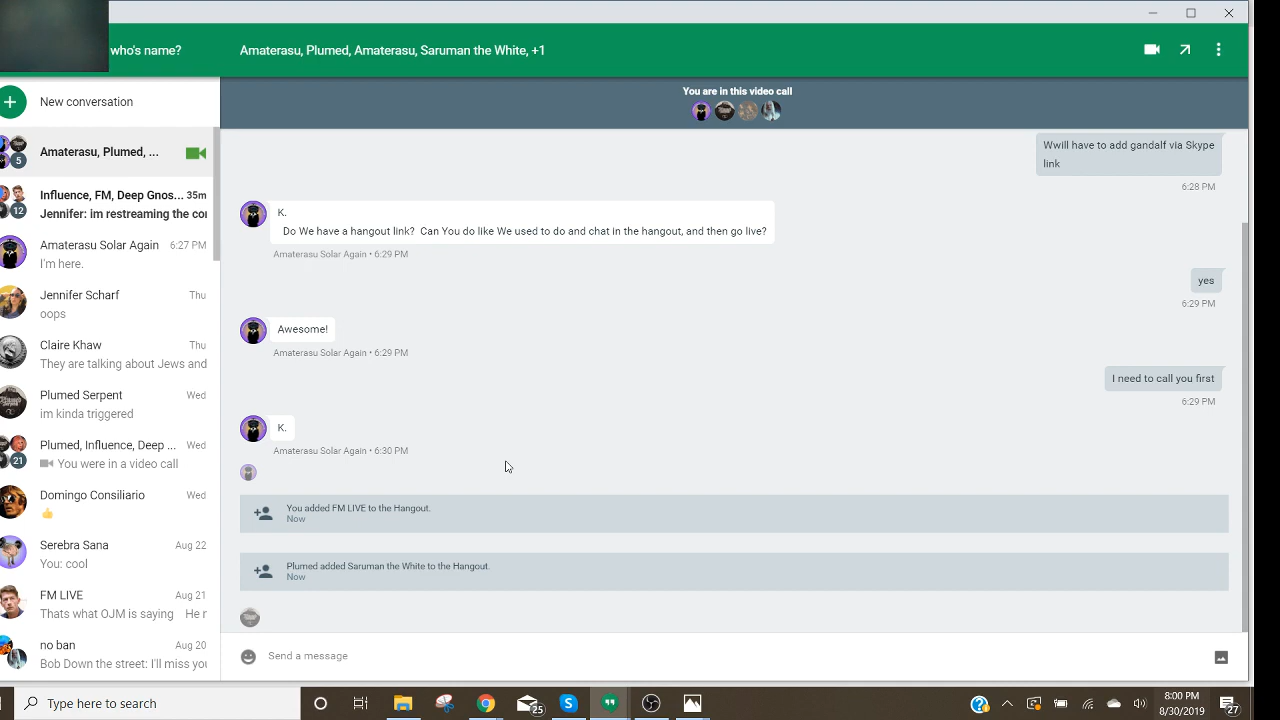 who's name?
Amaterasu, Plumed, Amaterasu, Saruman the White, +1
New conversation
Amaterasu, Plumed, ...
5
Influence, FM, Deep Gnos... 35m
Jennifer: im restreaming the cor
12
Amaterasu Solar Again 6:27 PM
I'm here.
Jennifer Scharf Thu
oops
Claire Khaw Thu
They are talking about Jews and
Plumed Serpent Wed
im kinda triggered
Plumed, Influence, Deep ... Wed
You were in a video call
21
Domingo Consiliario Wed
Serebra Sana Aug 22
You: cool
FM LIVE Aug 21
Thats what OJM is saying He r
no ban Aug 20
Bob Down the street: I'll miss you
You are in this video call
Wwill have to add gandalf via Skype
link
6:28 PM
K.
Do We have a hangout link? Can You do like We used to do and chat in the hangout, and then go live?
Amaterasu Solar Again • 6:29 PM
yes
6:29 PM
Awesome!
Amaterasu Solar Again • 6:29 PM
I need to call you first
6:29 PM
K.
Amaterasu Solar Again • 6:30 PM
You added FM LIVE to the Hangout.
Now
Plumed added Saruman the White to the Hangout.
Now
Send a message
Type here to search
25
8:00 PM
8/30/2019
27